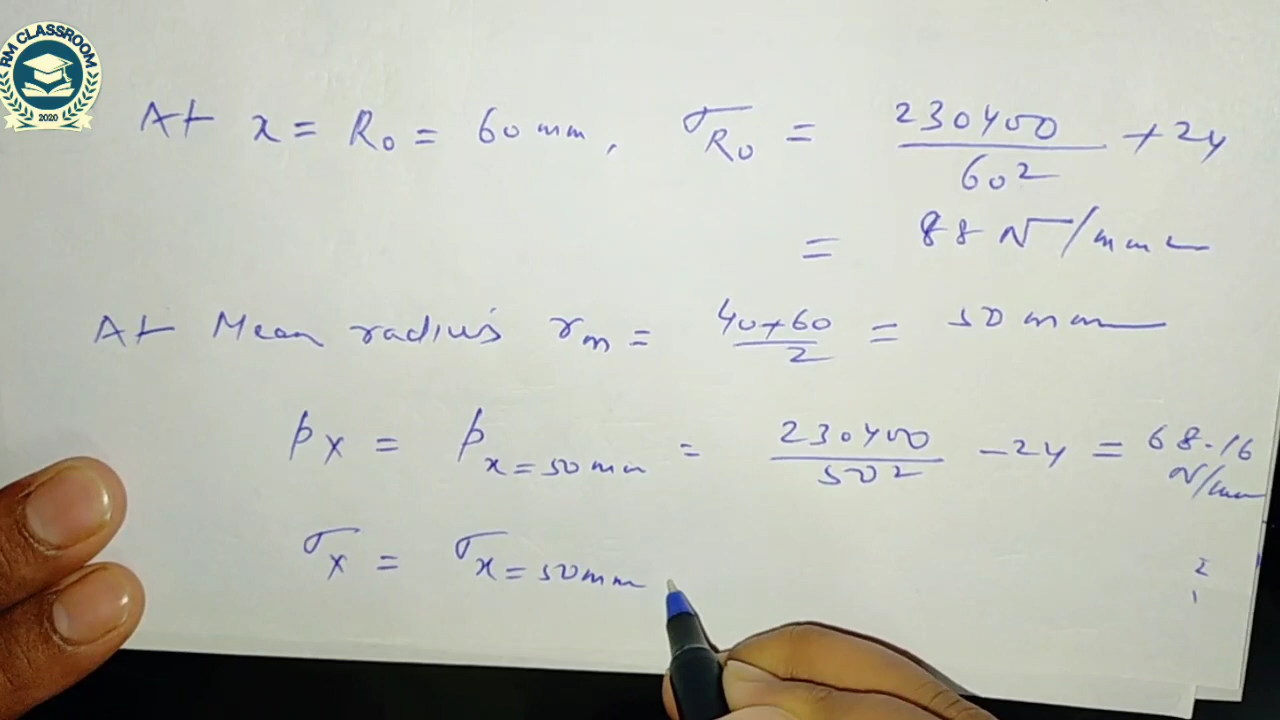 RM CLASSROOM
2020
At x = R₀ = 60 mm, σ_R₀ = 230400/60² + 24
= 88 N/mm²
At Mean radius r_m = 40+60/2 = 50 mm
p_x = p_x=50mm = 230400/50² - 24 = 68.16 N/mm
σ_x = σ_x=50mm